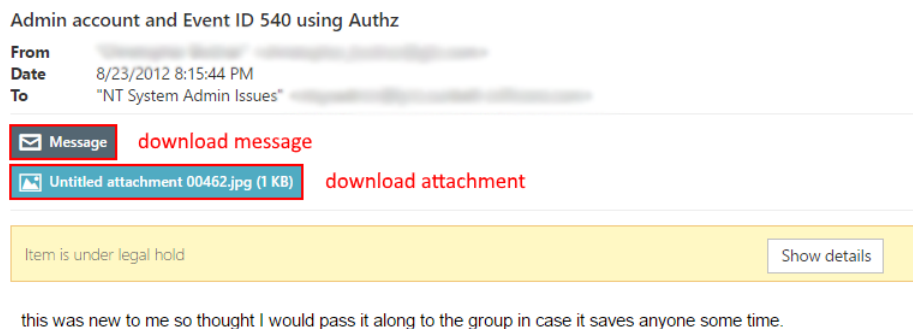 Admin account and Event ID 540 using Authz
From
Date 8/23/2012 8:15:44 PM
To "NT System Admin Issues"
Message download message
Untitled attachment 00462.jpg (1 KB) download attachment
Item is under legal hold Show details
this was new to me so thought I would pass it along to the group in case it saves anyone some time.